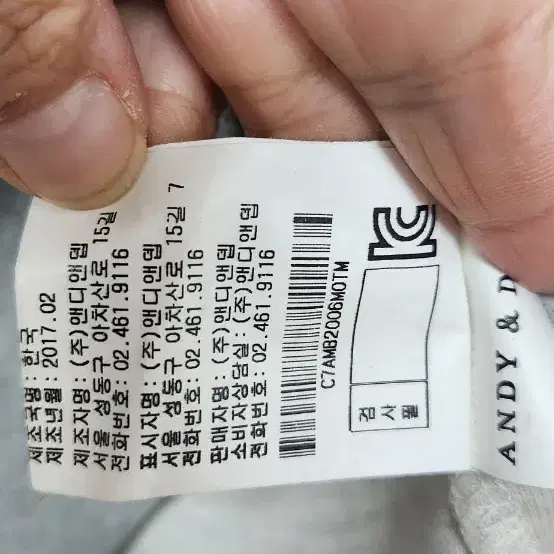 제조국명: 한국
제조년월: 2017.02
제조자명: (주)앤디앤뎁
서울 성동구 아차산로 15길
전화번호: 02.461.9116
표시자명: (주)앤디앤뎁
서울 성동구 아차산로 15길 7
전화번호: 02.461.9116
판매자명: (주)앤디앤뎁
소비자상담실: (주)앤디앤뎁
전화번호: 02.461.9116
C7AMB2006MOTM
검사필
ANDY & D